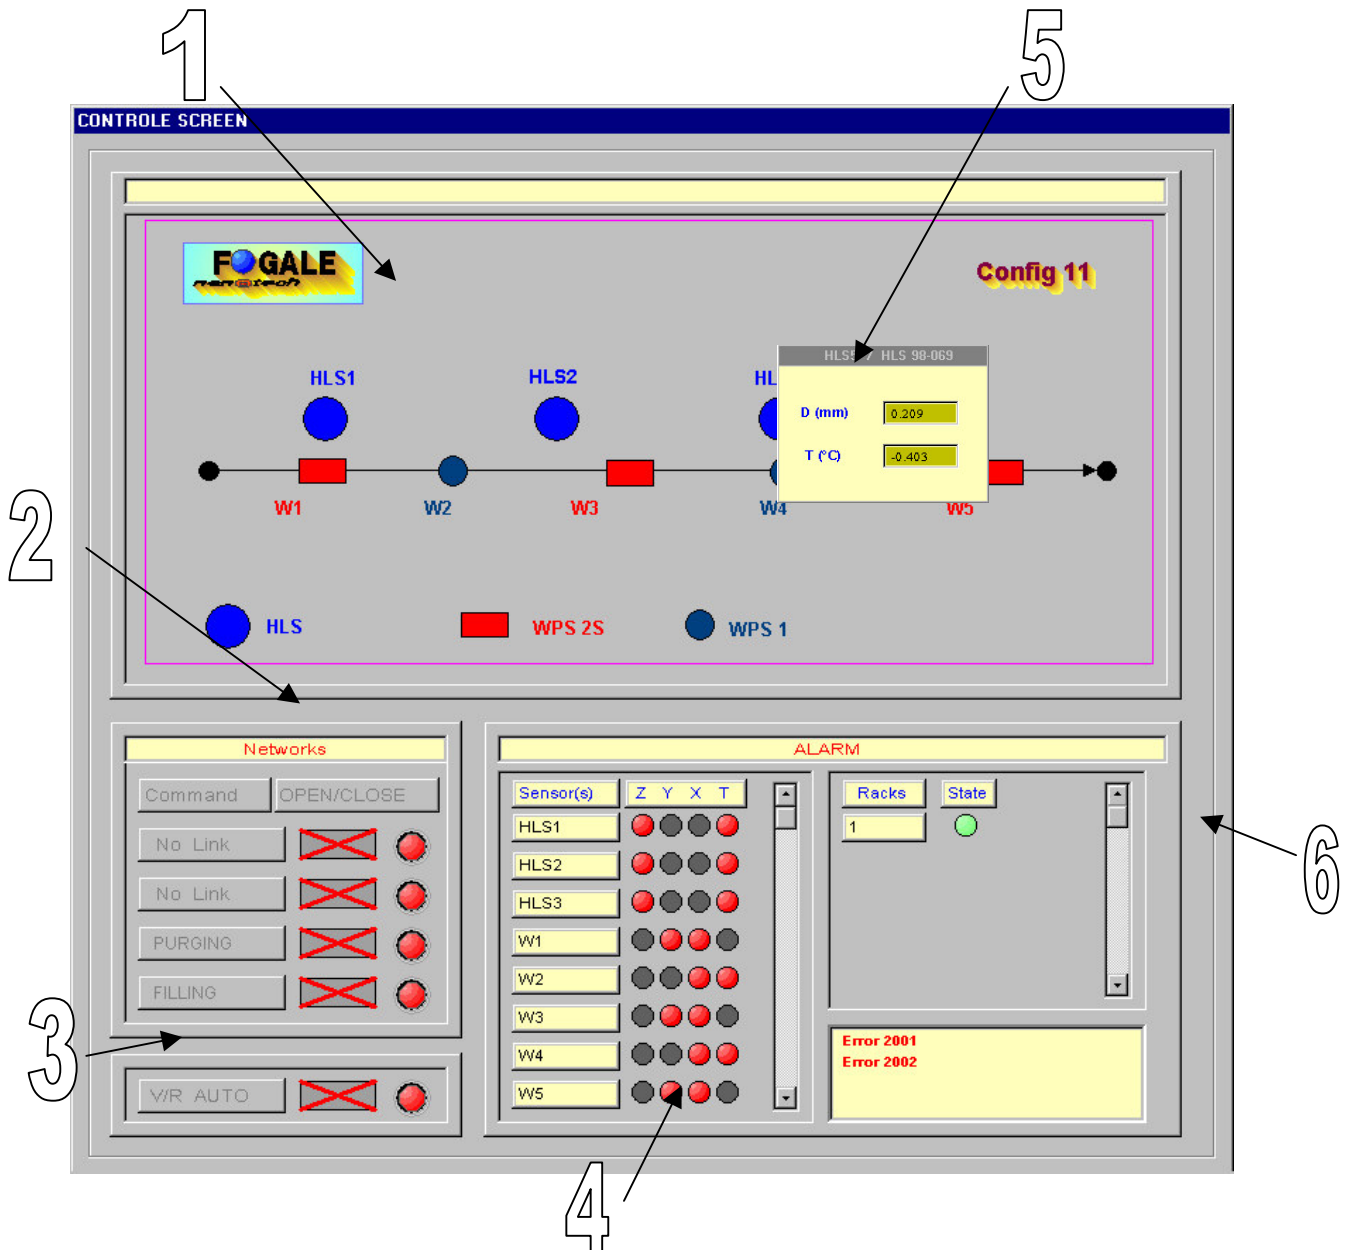 1
5
CONTROLE SCREEN
FOGALE
nanotech
Config 11
HLS1
HLS2
HL
HLS5 / HLS 98-069
D (mm) 0.209
T (°C) -0.403
W1
W2
W3
W4
W5
2
HLS
WPS 2S
WPS 1
Networks
Command OPEN/CLOSE
No Link
No Link
PURGING
FILLING
3
V/R AUTO
ALARM
Sensor(s) Z Y X T
HLS1
HLS2
HLS3
W1
W2
W3
W4
W5
Racks State
1
6
Error 2001
Error 2002
4